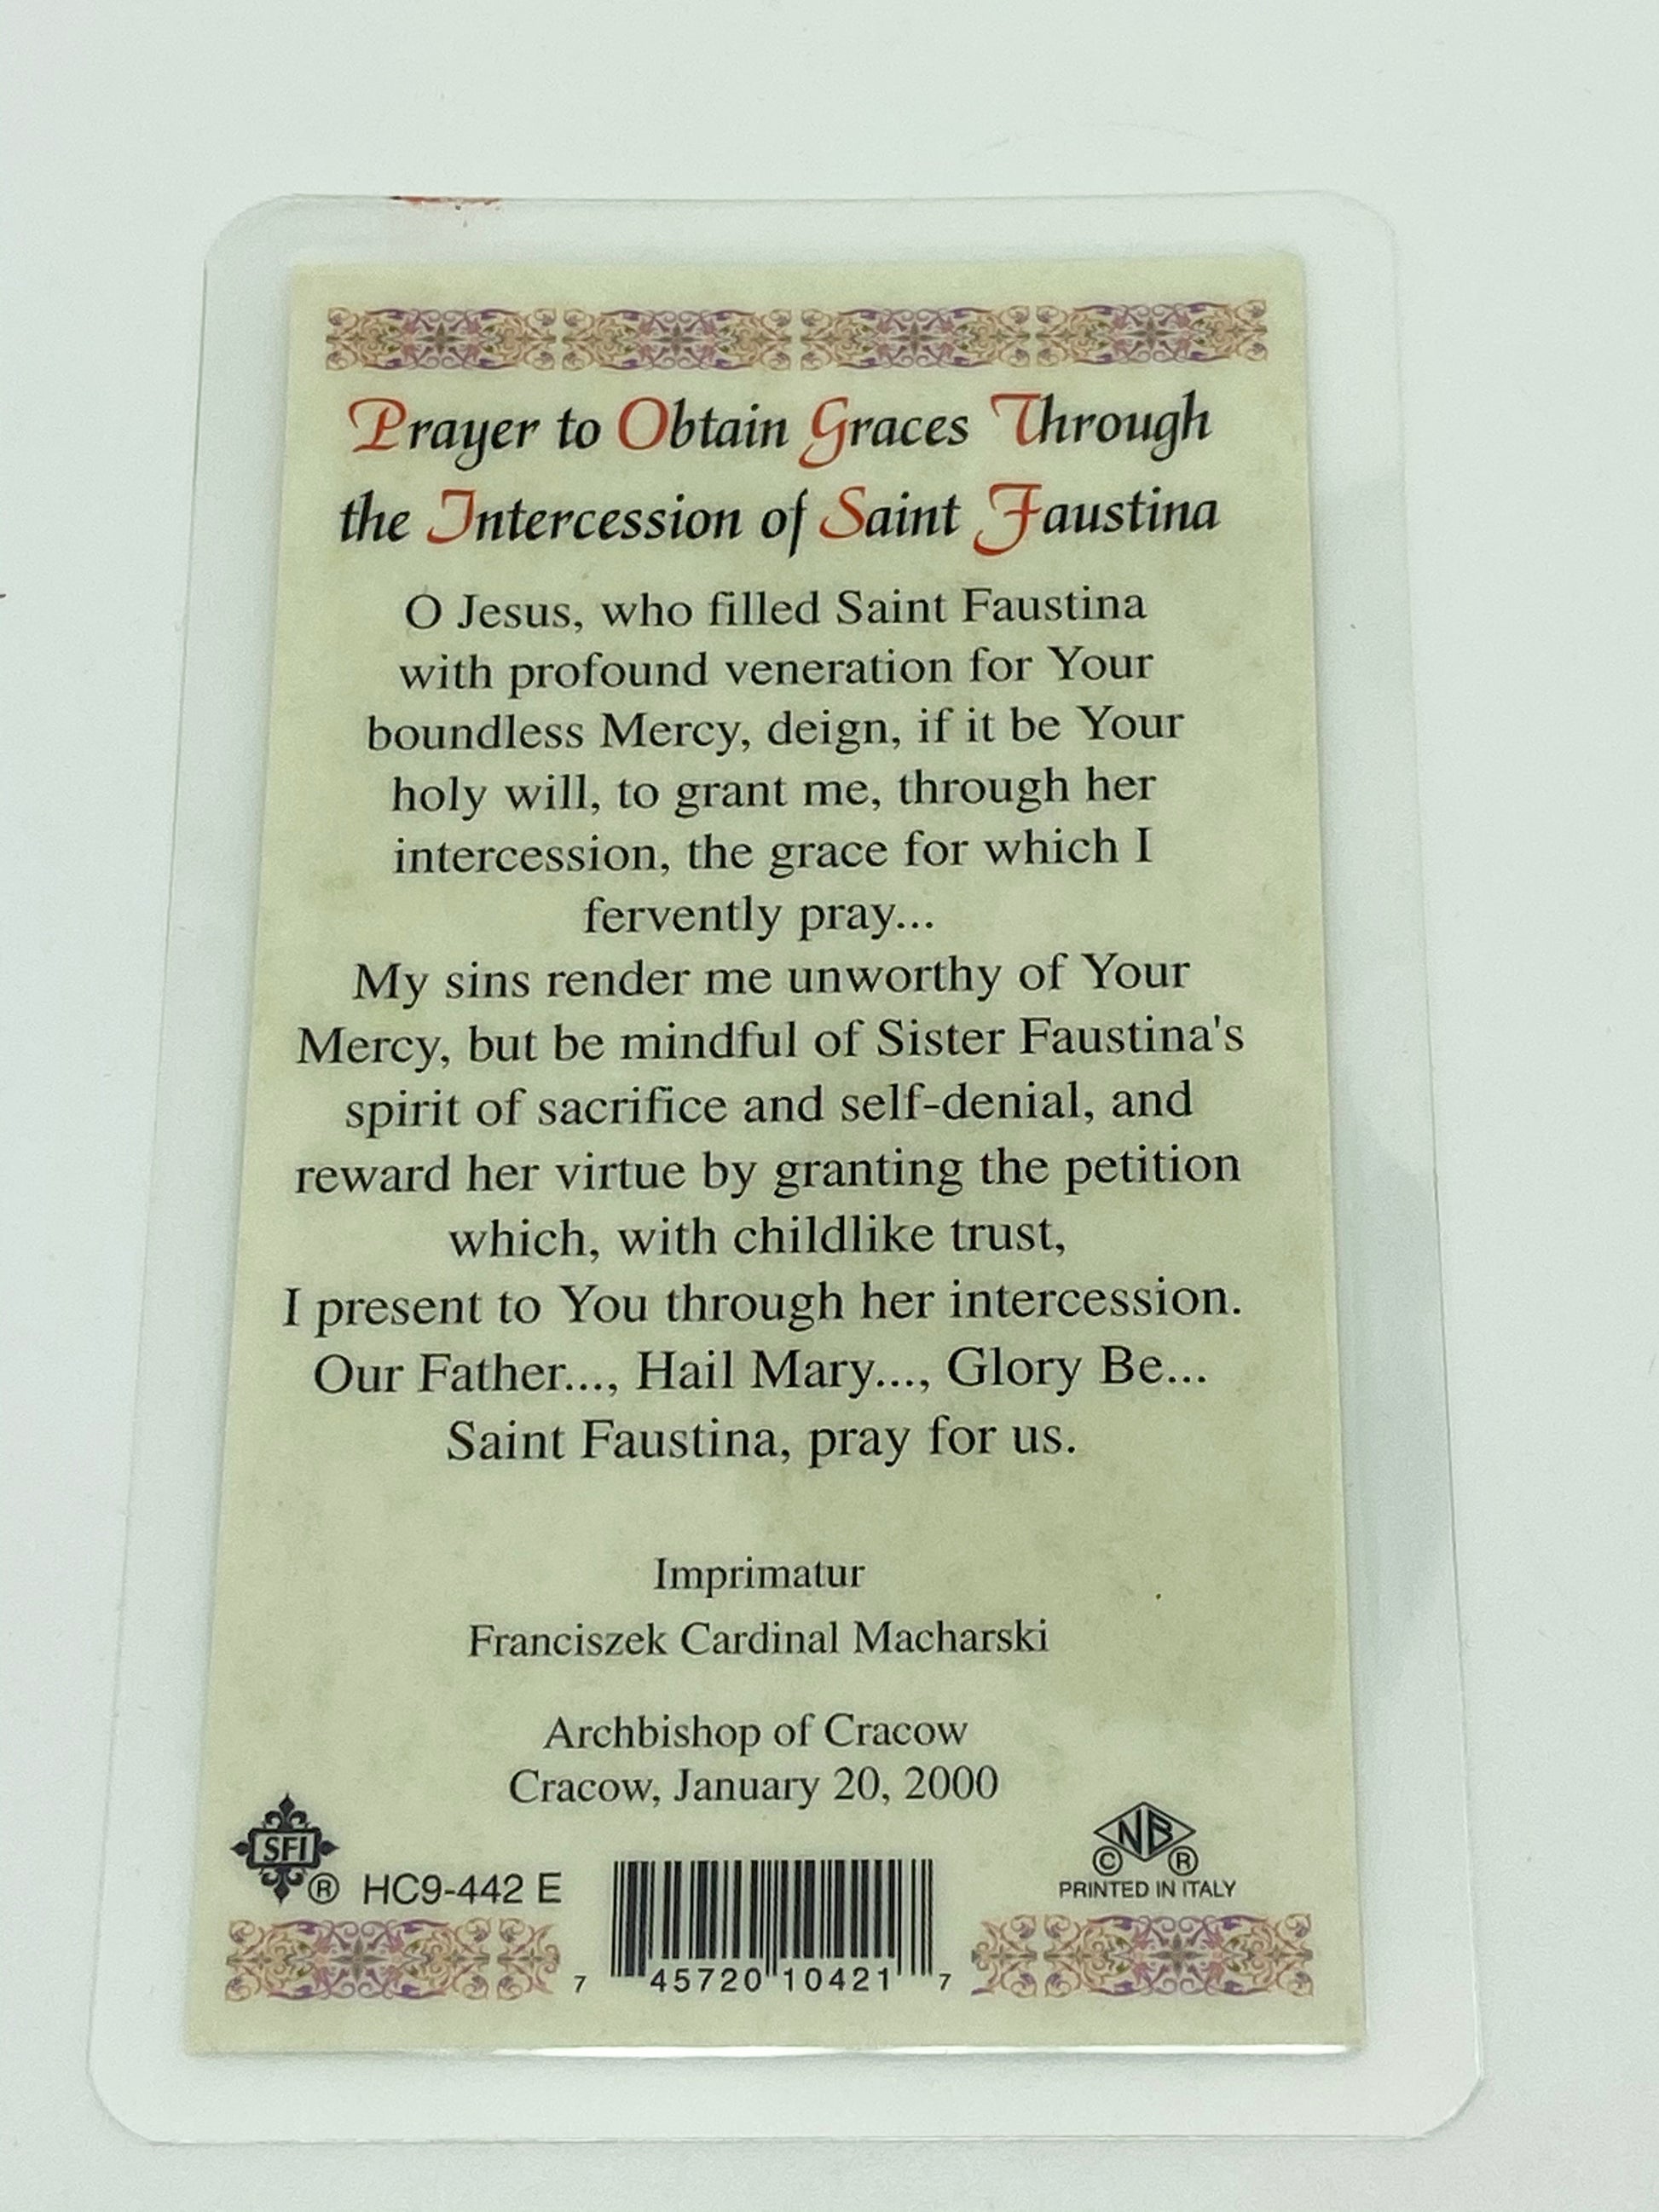 Prayer to Obtain Graces Through
the Intercession of Saint Faustina
O Jesus, who filled Saint Faustina
with profound veneration for Your
boundless Mercy, deign, if it be Your
holy will, to grant me, through her
intercession, the grace for which I
fervently pray...
My sins render me unworthy of Your
Mercy, but be mindful of Sister Faustina's
spirit of sacrifice and self-denial, and
reward her virtue by granting the petition
which, with childlike trust,
I present to You through her intercession.
Our Father..., Hail Mary..., Glory Be...
Saint Faustina, pray for us.
Imprimatur
Franciszek Cardinal Macharski
Archbishop of Cracow
Cracow, January 20, 2000
SFI ® HC9-442 E
NB
© ®
PRINTED IN ITALY
7 45720 10421 7